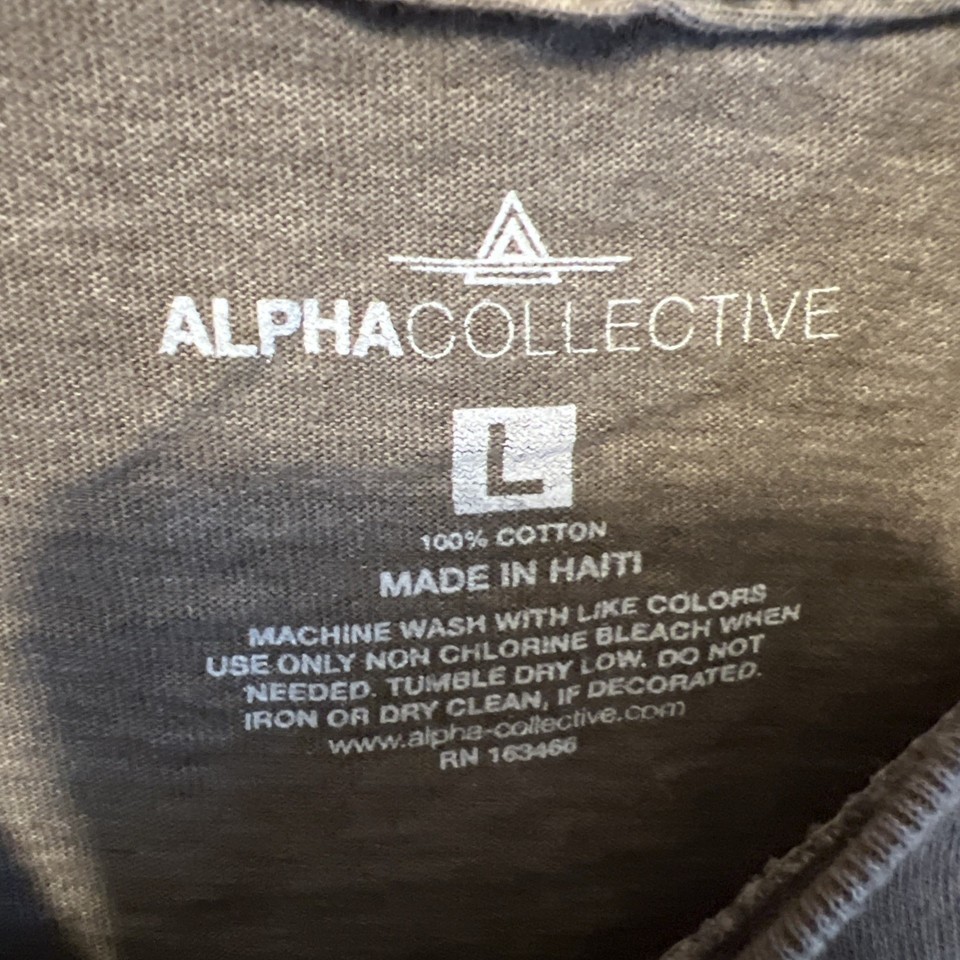 ALPHACOLLECTIVE
L
100% COTTON
MADE IN HAITI
MACHINE WASH WITH LIKE COLORS
USE ONLY NON CHLORINE BLEACH WHEN
NEEDED. TUMBLE DRY LOW. DO NOT
IRON OR DRY CLEAN, IF DECORATED.
www.alpha-collective.com
RN 163466